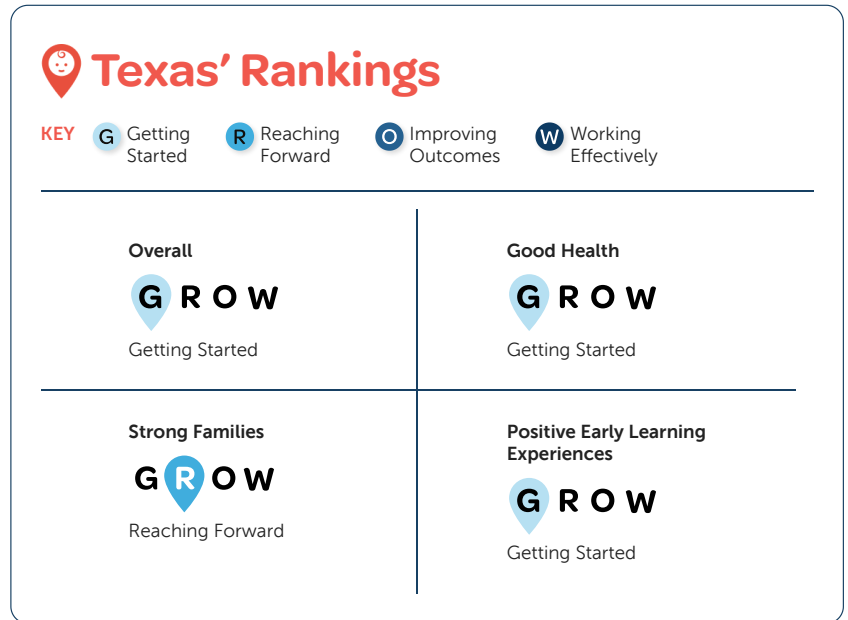 Texas’ Rankings
KEY
G Getting Started
R Reaching Forward
O Improving Outcomes
W Working Effectively
Overall
G R O W
Getting Started
Good Health
G R O W
Getting Started
Strong Families
G R O W
Reaching Forward
Positive Early Learning
Experiences
G R O W
Getting Started